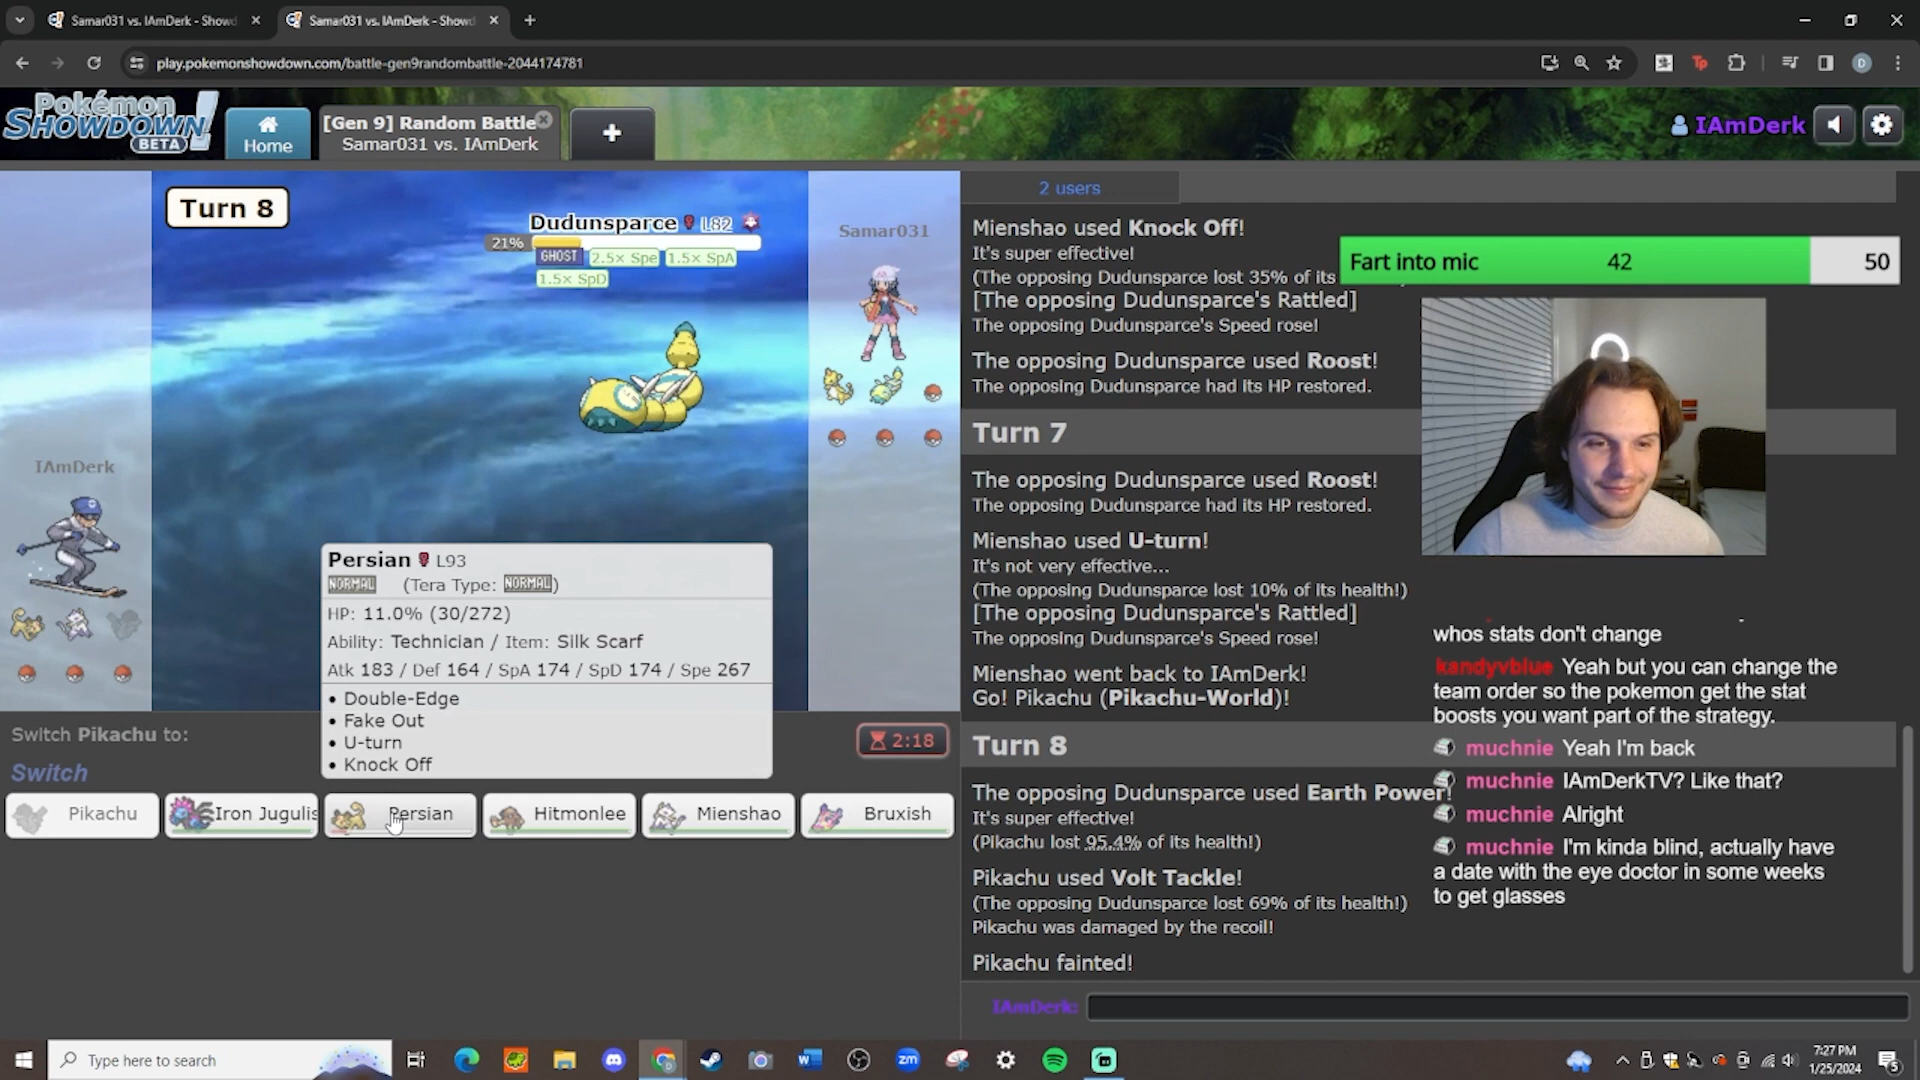 Samar031 vs. IAmDerk - Showd
Samar031 vs. IAmDerk - Showd
play.pokemonshowdown.com/battle-gen9randombattle-2044174781
Tp
D
Pokémon
SHOWDOWN!
BETA
Home
[Gen 9] Random Battle
Samar031 vs. IAmDerk
IAmDerk
Turn 8
Dudunsparce L82
21%
GHOST 2.5× Spe 1.5× SpA
1.5× SpD
Samar031
IAmDerk
Persian L93
NORMAL (Tera Type: NORMAL)
HP: 11.0% (30/272)
Ability: Technician / Item: Silk Scarf
Atk 183 / Def 164 / SpA 174 / SpD 174 / Spe 267
• Double-Edge
• Fake Out
• U-turn
• Knock Off
Switch Pikachu to:
2:18
Switch
Pikachu
Iron Jugulis
Persian
Hitmonlee
Mienshao
Bruxish
2 users
Mienshao used Knock Off!
It's super effective!
(The opposing Dudunsparce lost 35% of its
[The opposing Dudunsparce's Rattled]
The opposing Dudunsparce's Speed rose!
The opposing Dudunsparce used Roost!
The opposing Dudunsparce had its HP restored.
Turn 7
The opposing Dudunsparce used Roost!
The opposing Dudunsparce had its HP restored.
Mienshao used U-turn!
It's not very effective...
(The opposing Dudunsparce lost 10% of its health!)
[The opposing Dudunsparce's Rattled]
The opposing Dudunsparce's Speed rose!
Mienshao went back to IAmDerk!
Go! Pikachu (Pikachu-World)!
Turn 8
The opposing Dudunsparce used Earth Power!
It's super effective!
(Pikachu lost 95.4% of its health!)
Pikachu used Volt Tackle!
(The opposing Dudunsparce lost 69% of its health!)
Pikachu was damaged by the recoil!
Pikachu fainted!
IAmDerk:
Fart into mic 42 50
whos stats don't change
kandyvblue Yeah but you can change the
team order so the pokemon get the stat
boosts you want part of the strategy.
muchnie Yeah I'm back
muchnie IAmDerkTV? Like that?
muchnie Alright
muchnie I'm kinda blind, actually have
a date with the eye doctor in some weeks
to get glasses
Type here to search
zm
7:27 PM
1/25/2024
5